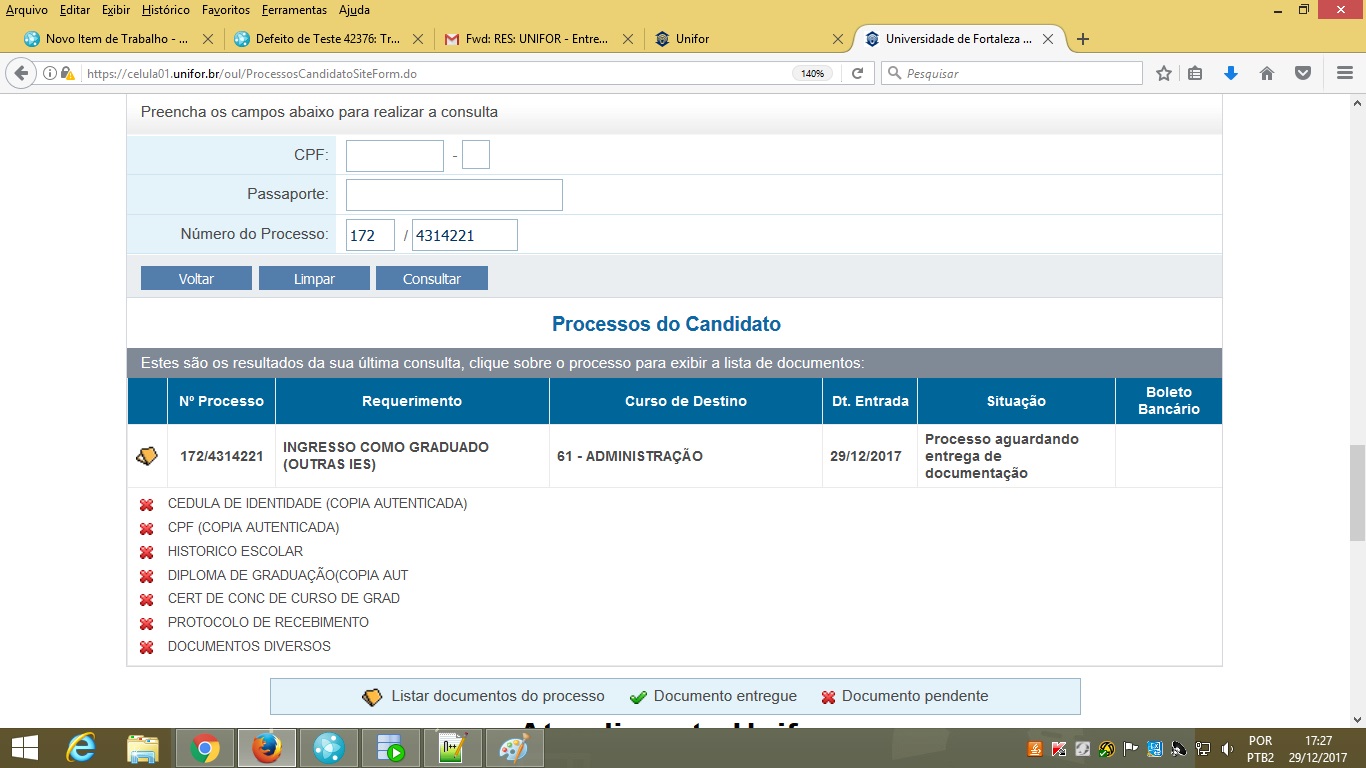 Arquivo Editar Exibir Histórico Favoritos Ferramentas Ajuda
Novo Item de Trabalho - ... Defeito de Teste 42376: Tr... Fwd: RES: UNIFOR - Entre... Unifor Universidade de Fortaleza ...
https://celula01.unifor.br/oul/ProcessosCandidatoSiteForm.do 140% Pesquisar
Preencha os campos abaixo para realizar a consulta
CPF: -
Passaporte:
Número do Processo: 172 / 4314221
Voltar Limpar Consultar
Processos do Candidato
Estes são os resultados da sua última consulta, clique sobre o processo para exibir a lista de documentos:
Nº Processo Requerimento Curso de Destino Dt. Entrada Situação Boleto Bancário
172/4314221 INGRESSO COMO GRADUADO (OUTRAS IES) 61 - ADMINISTRAÇÃO 29/12/2017 Processo aguardando entrega de documentação
CEDULA DE IDENTIDADE (COPIA AUTENTICADA)
CPF (COPIA AUTENTICADA)
HISTORICO ESCOLAR
DIPLOMA DE GRADUAÇÃO(COPIA AUT
CERT DE CONC DE CURSO DE GRAD
PROTOCOLO DE RECEBIMENTO
DOCUMENTOS DIVERSOS
Listar documentos do processo Documento entregue Documento pendente
POR 17:27
PTB2 29/12/2017